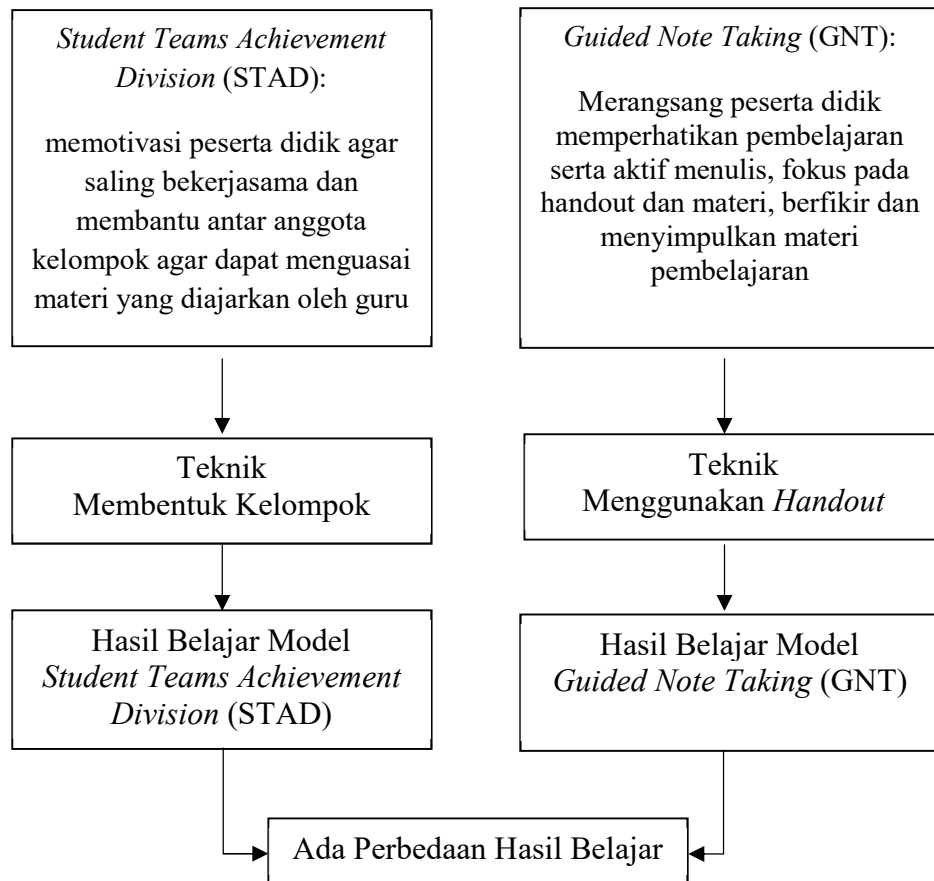 Student Teams Achievement
Division (STAD):
memotivasi peserta didik agar
saling bekerjasama dan
membantu antar anggota
kelompok agar dapat menguasai
materi yang diajarkan oleh guru
Guided Note Taking (GNT):
Merangsang peserta didik
memperhatikan pembelajaran
serta aktif menulis, fokus pada
handout dan materi, berfikir dan
menyimpulkan materi
pembelajaran
Teknik
Membentuk Kelompok
Teknik
Menggunakan Handout
Hasil Belajar Model
Student Teams Achievement
Division (STAD)
Hasil Belajar Model
Guided Note Taking (GNT)
Ada Perbedaan Hasil Belajar